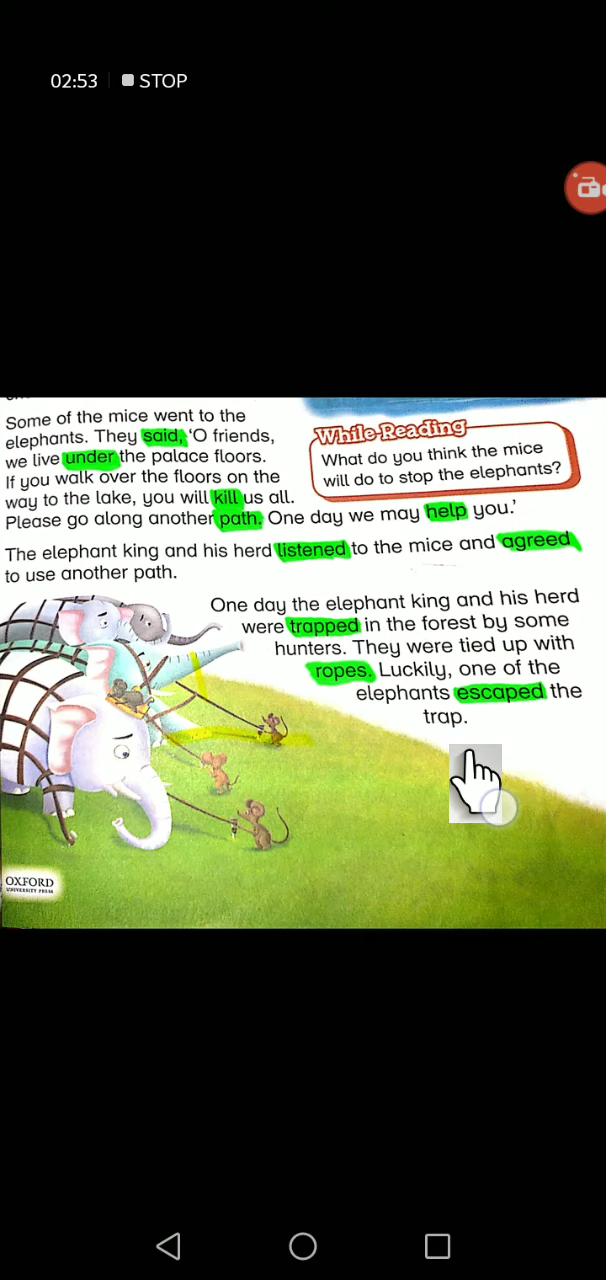 02:53 STOP
Some of the mice went to the
elephants. They said, ‘O friends,
we live under the palace floors.
If you walk over the floors on the
way to the lake, you will kill us all.
Please go along another path. One day we may help you.’
While-Reading
What do you think the mice
will do to stop the elephants?
The elephant king and his herd listened to the mice and agreed
to use another path.
One day the elephant king and his herd
were trapped in the forest by some
hunters. They were tied up with
ropes. Luckily, one of the
elephants escaped the
trap.
OXFORD
UNIVERSITY PRESS